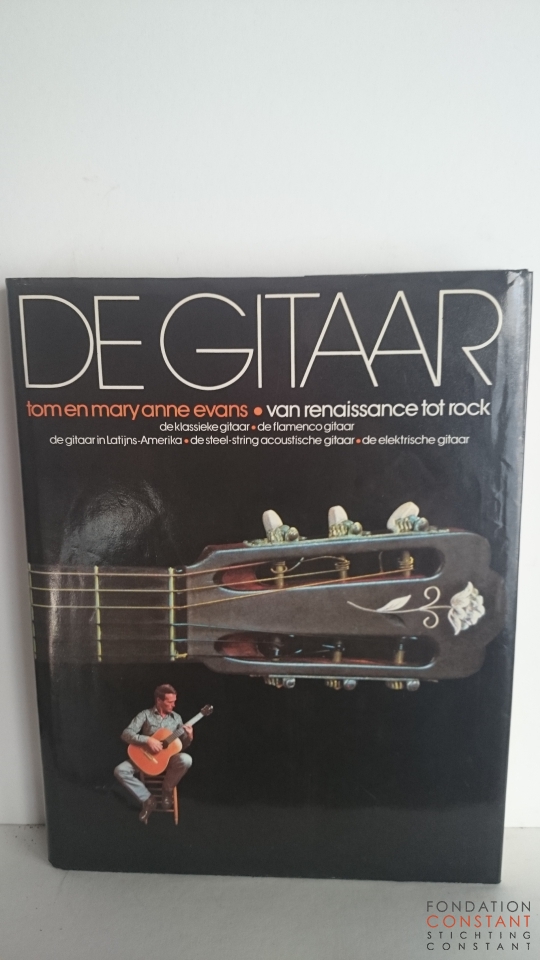 DE GITAAR
tom en mary anne evans • van renaissance tot rock
de klassieke gitaar • de flamenco gitaar
de gitaar in Latijns-Amerika • de steel-string acoustische gitaar • de elektrische gitaar
FONDATION
CONSTANT
STICHTING
CONSTANT